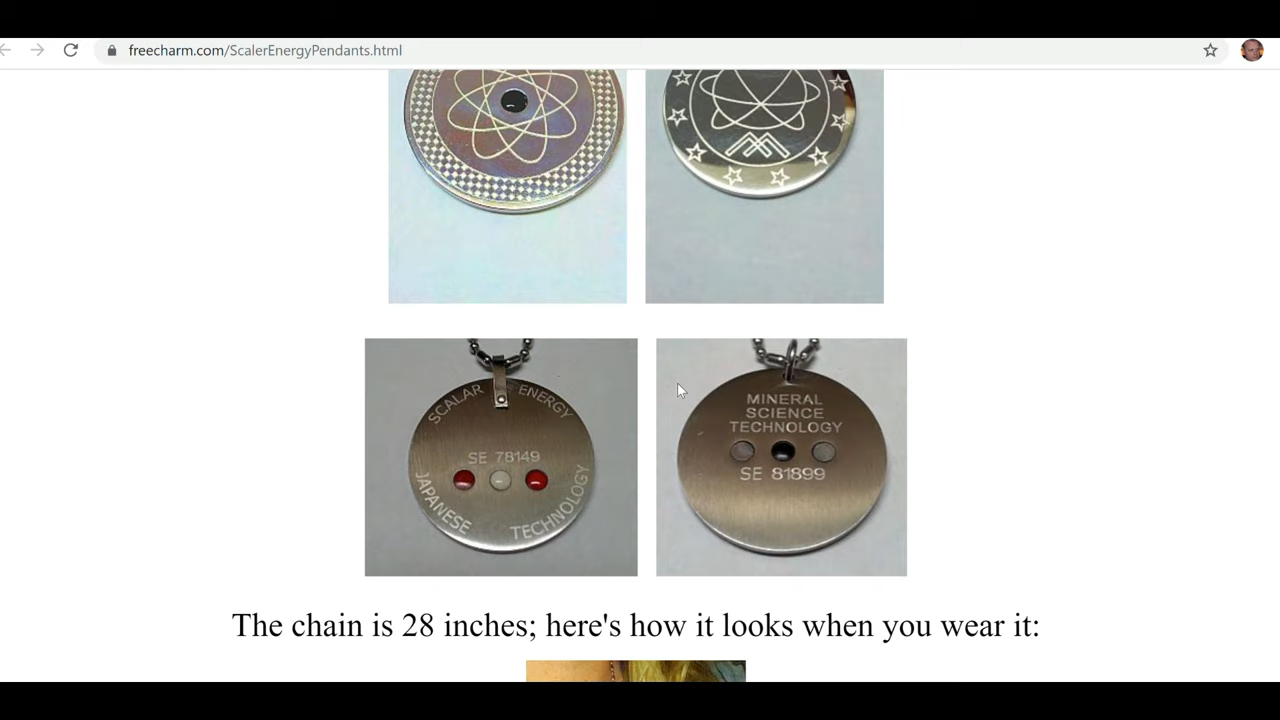 freecharm.com/ScalerEnergyPendants.html
SCALAR ENERGY
SE 78149
JAPANESE TECHNOLOGY
MINERAL
SCIENCE
TECHNOLOGY
SE 81899
The chain is 28 inches; here's how it looks when you wear it: